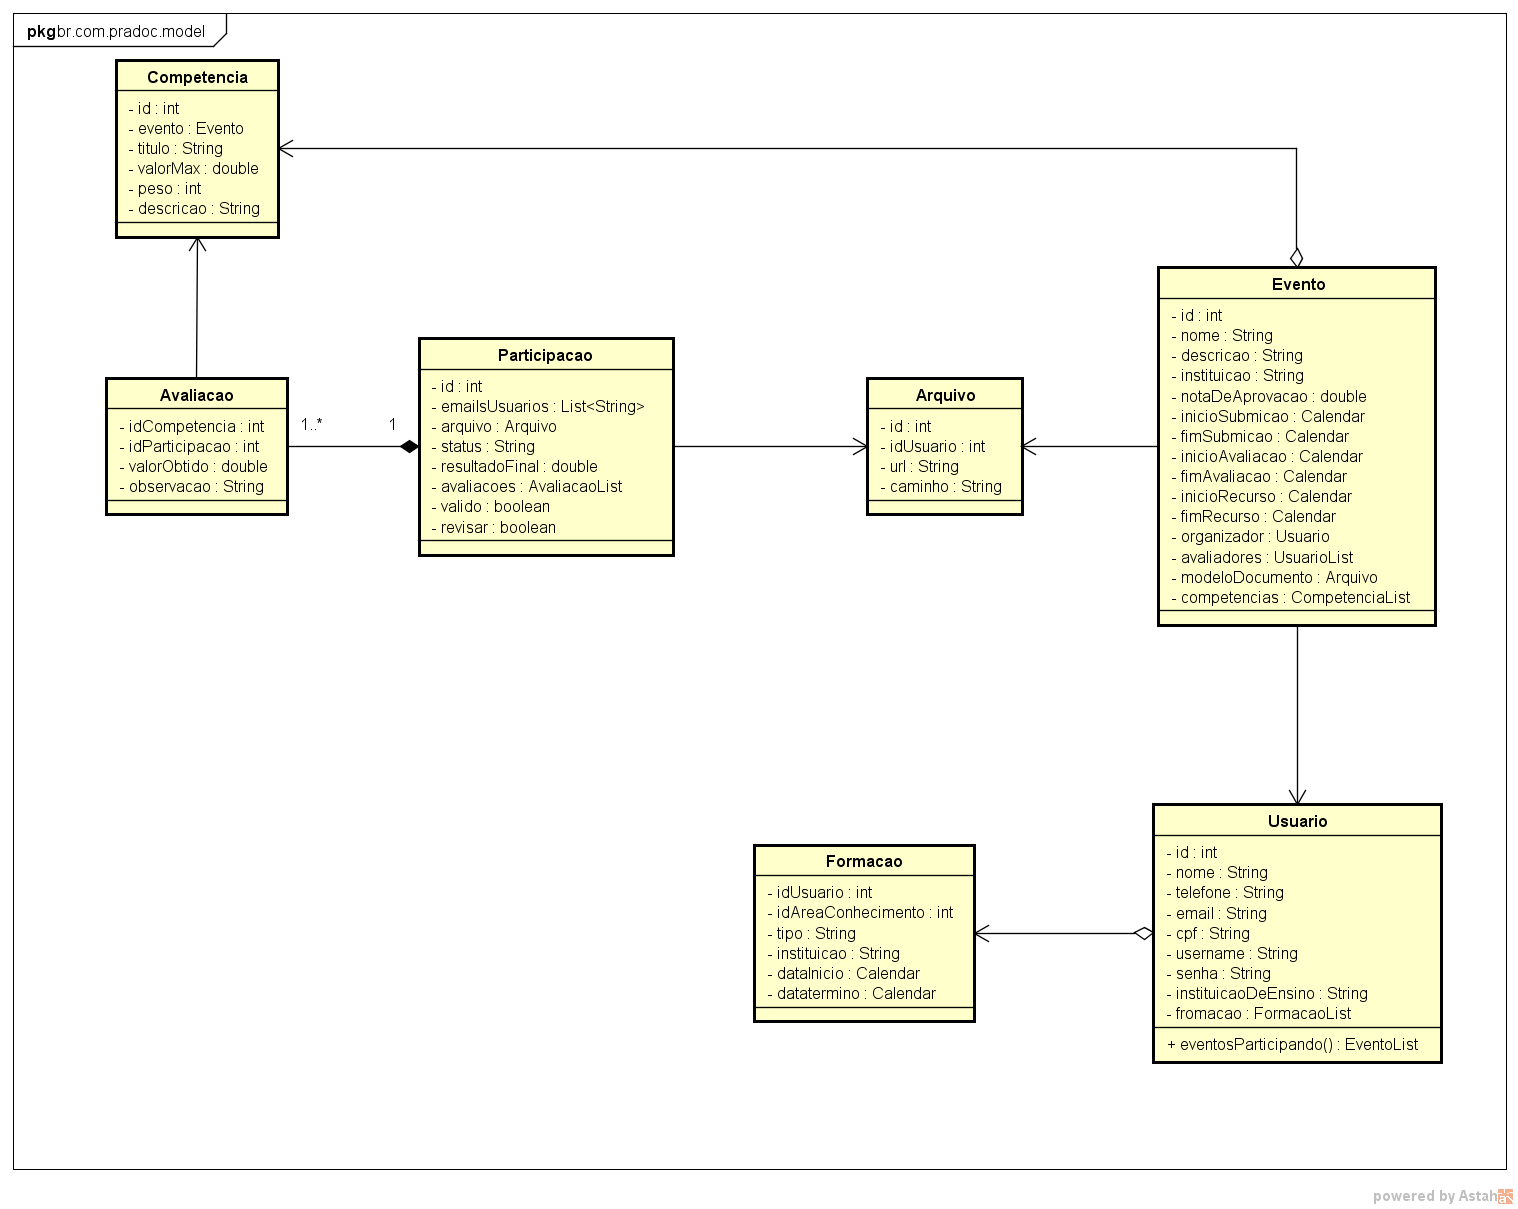 pkg br.com.pradoc.model
Competencia
- id : int
- evento : Evento
- titulo : String
- valorMax : double
- peso : int
- descricao : String
Avaliacao
- idCompetencia : int
- idParticipacao : int
- valorObtido : double
- observacao : String
1..*
1
Participacao
- id : int
- emailsUsuarios : List<String>
- arquivo : Arquivo
- status : String
- resultadoFinal : double
- avaliacoes : AvaliacaoList
- valido : boolean
- revisar : boolean
Arquivo
- id : int
- idUsuario : int
- url : String
- caminho : String
Evento
- id : int
- nome : String
- descricao : String
- instituicao : String
- notaDeAprovacao : double
- inicioSubmicao : Calendar
- fimSubmicao : Calendar
- inicioAvaliacao : Calendar
- fimAvaliacao : Calendar
- inicioRecurso : Calendar
- fimRecurso : Calendar
- organizador : Usuario
- avaliadores : UsuarioList
- modeloDocumento : Arquivo
- competencias : CompetenciaList
Formacao
- idUsuario : int
- idAreaConhecimento : int
- tipo : String
- instituicao : String
- dataInicio : Calendar
- datatermino : Calendar
Usuario
- id : int
- nome : String
- telefone : String
- email : String
- cpf : String
- username : String
- senha : String
- instituicaoDeEnsino : String
- fromacao : FormacaoList
+ eventosParticipando() : EventoList
powered by Astah